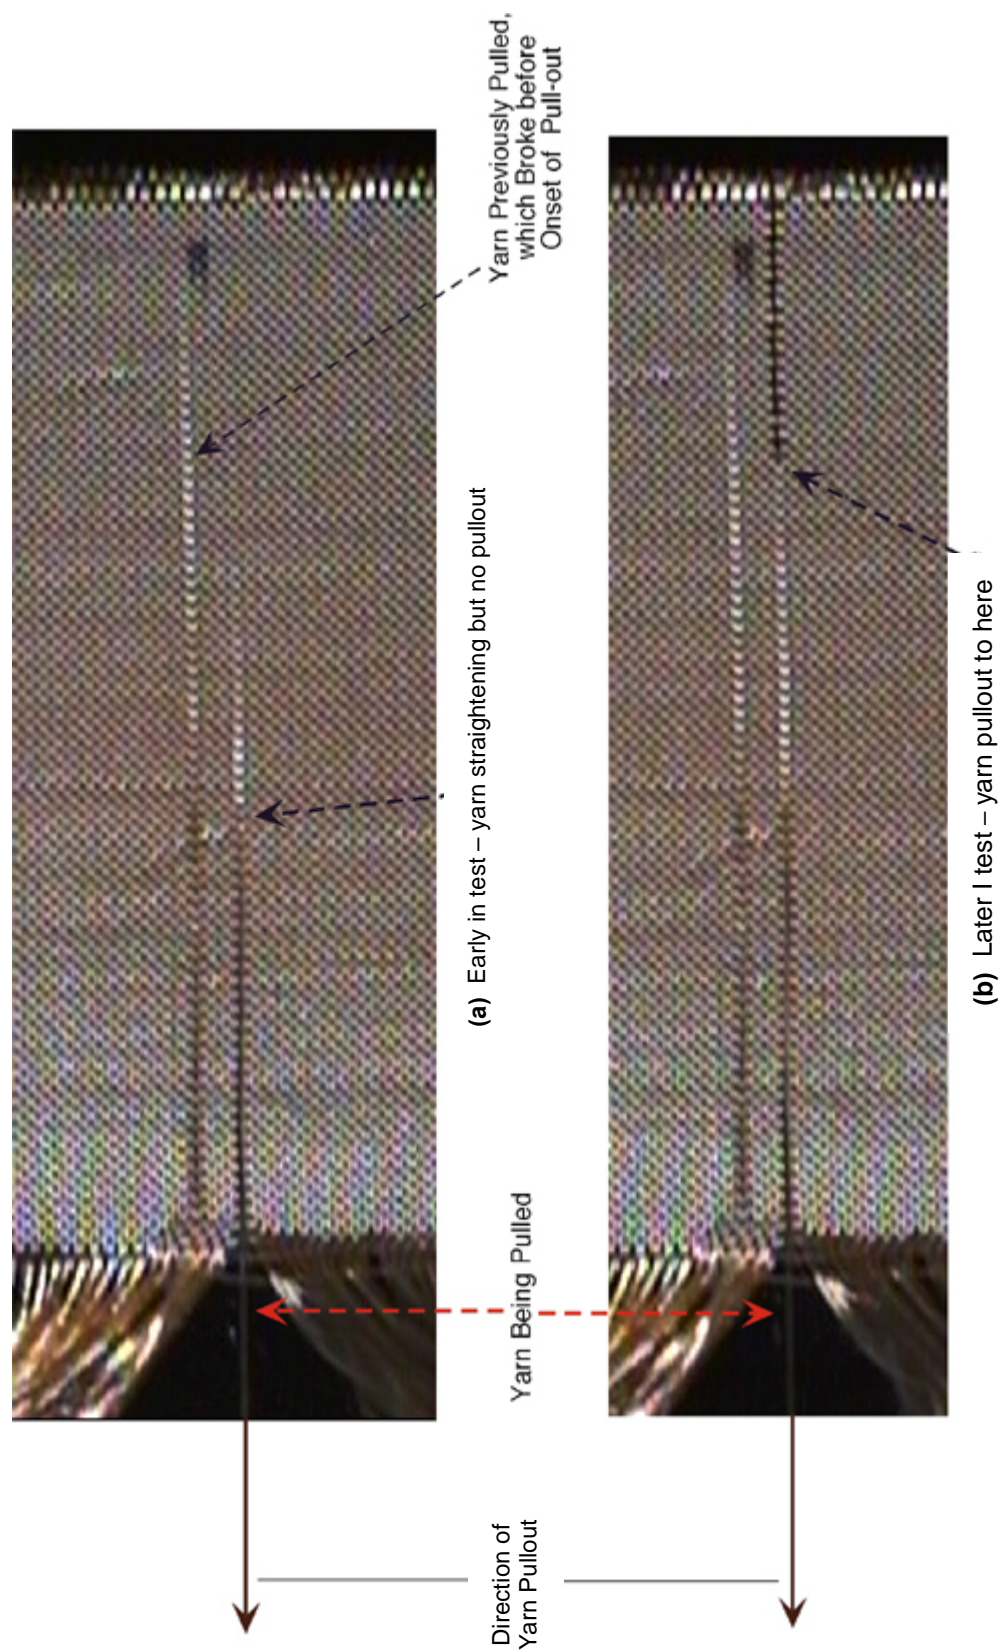 Yarn Previously Pulled,
which Broke before
Onset of Pull-out
(a) Early in test – yarn straightening but no pullout
Yarn Being Pulled
Direction of
Yarn Pullout
(b) Later I test – yarn pullout to here